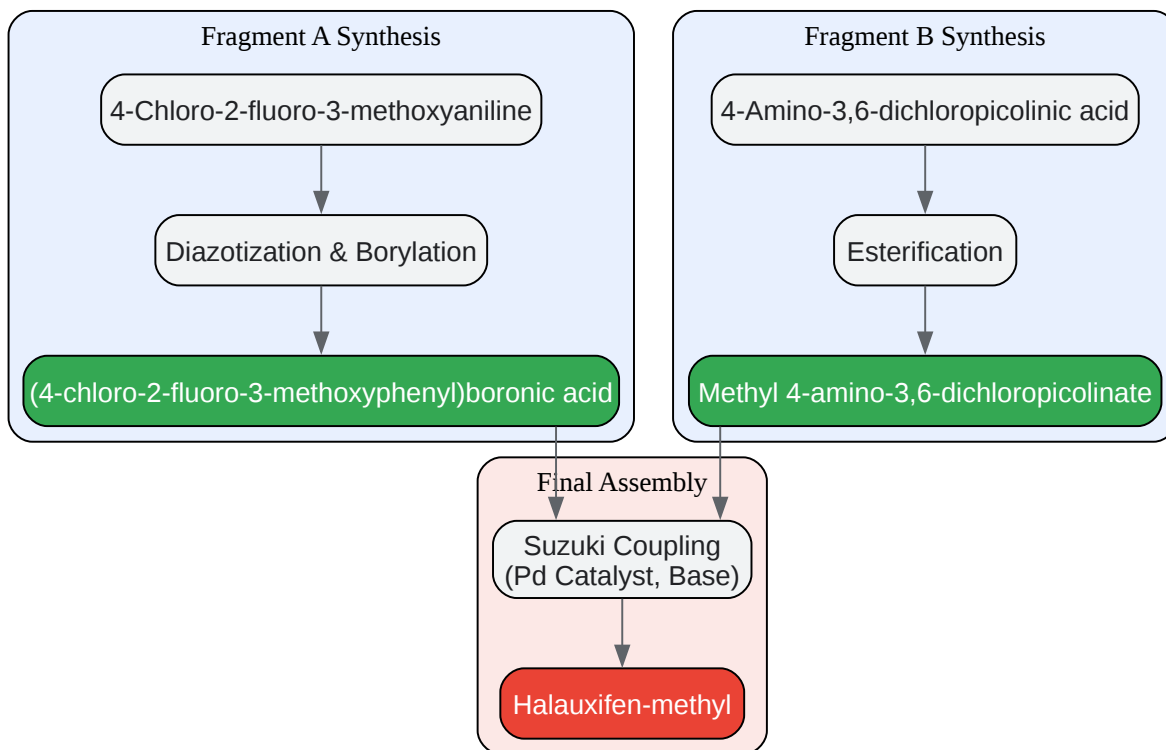 Fragment A Synthesis
4-Chloro-2-fluoro-3-methoxyaniline
Diazotization & Borylation
(4-chloro-2-fluoro-3-methoxyphenyl)boronic acid
Fragment B Synthesis
4-Amino-3,6-dichloropicolinic acid
Esterification
Methyl 4-amino-3,6-dichloropicolinate
Final Assembly
Suzuki Coupling
(Pd Catalyst, Base)
Halauxifen-methyl